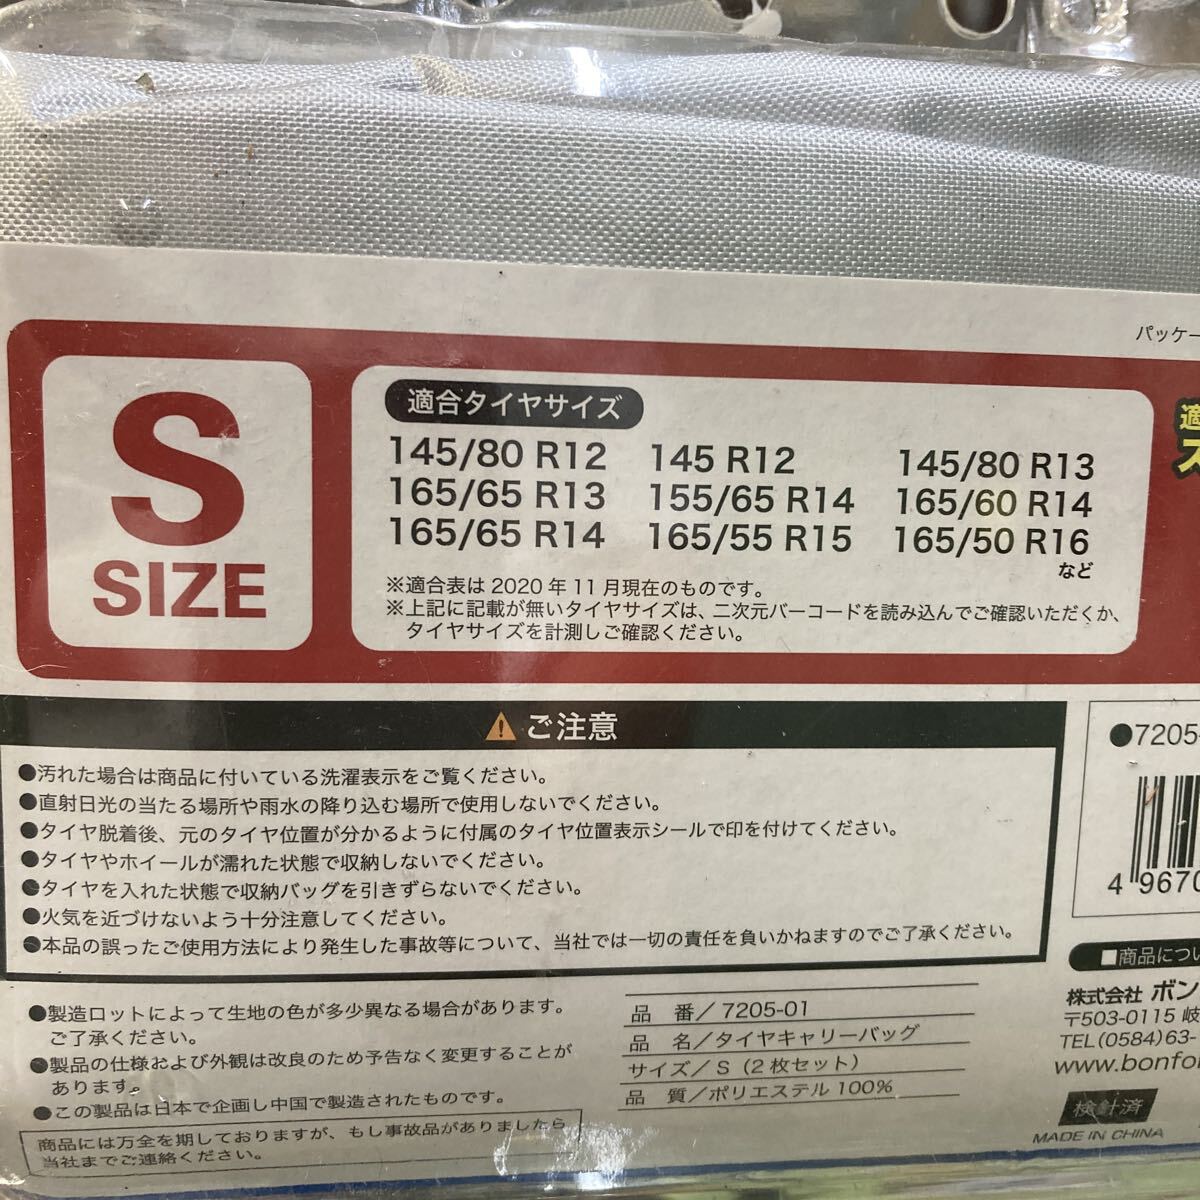 パッケー
S
SIZE
適合タイヤサイズ
145/80 R12 145 R12 145/80 R13
165/65 R13 155/65 R14 165/60 R14
165/65 R14 165/55 R15 165/50 R16
など
※適合表は 2020 年 11 月現在のものです。
※上記に記載が無いタイヤサイズは、二次元バーコードを読み込んでご確認いただくか、
タイヤサイズを計測しご確認ください。
適
ス
ご注意
●汚れた場合は商品に付いている洗濯表示をご覧ください。
●直射日光の当たる場所や雨水の降り込む場所で使用しないでください。
●タイヤ脱着後、元のタイヤ位置が分かるように付属のタイヤ位置表示シールで印を付けてください。
●タイヤやホイールが濡れた状態で収納しないでください。
●タイヤを入れた状態で収納バッグを引きずらないでください。
●火気を近づけないよう十分注意してください。
●本品の誤ったご使用方法により発生した事故等について、当社では一切の責任を負いかねますのでご了承ください。
●7205-
4 9670
●製造ロットによって生地の色が多少異なる場合があります。
ご了承ください。
●製品の仕様および外観は改良のため予告なく変更することが
あります。
●この製品は日本で企画し中国で製造されたものです。
商品には万全を期しておりますが、もし事故品がありましたら
当社までご連絡ください。
品 番／7205-01
品 名／タイヤキャリーバッグ
サイズ／S（2枚セット）
品 質／ポリエステル 100%
■商品につい
株式会社 ボン
〒503-0115 岐
TEL(0584)63-
www.bonfo
検針済
MADE IN CHINA